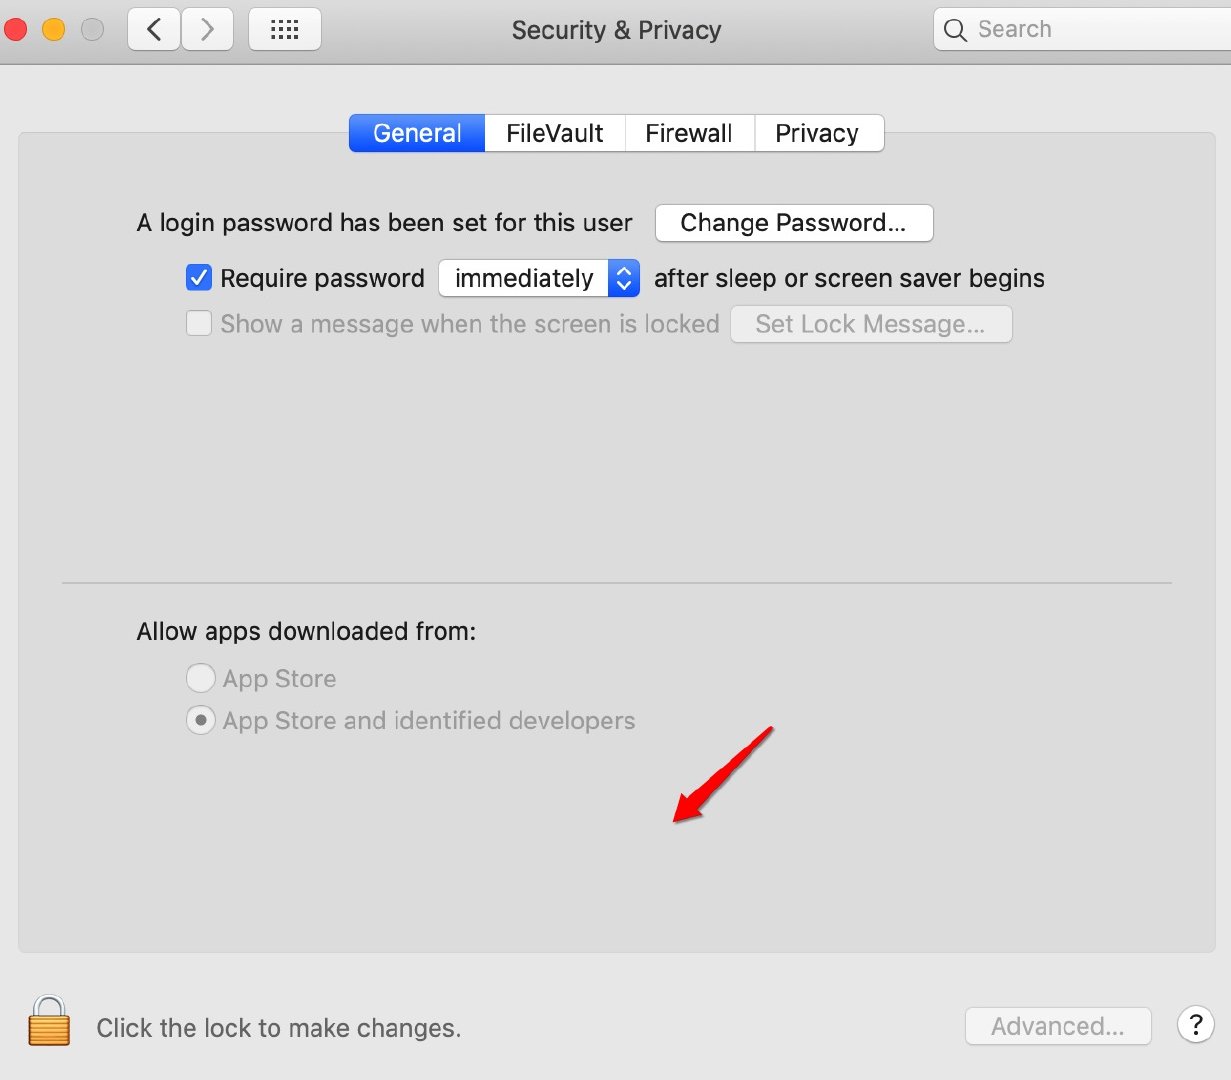 Security & Privacy
Search
General FileVault Firewall Privacy
A login password has been set for this user Change Password...
Require password immediately after sleep or screen saver begins
Show a message when the screen is locked Set Lock Message...
Allow apps downloaded from:
App Store
App Store and identified developers
Click the lock to make changes.
Advanced... ?